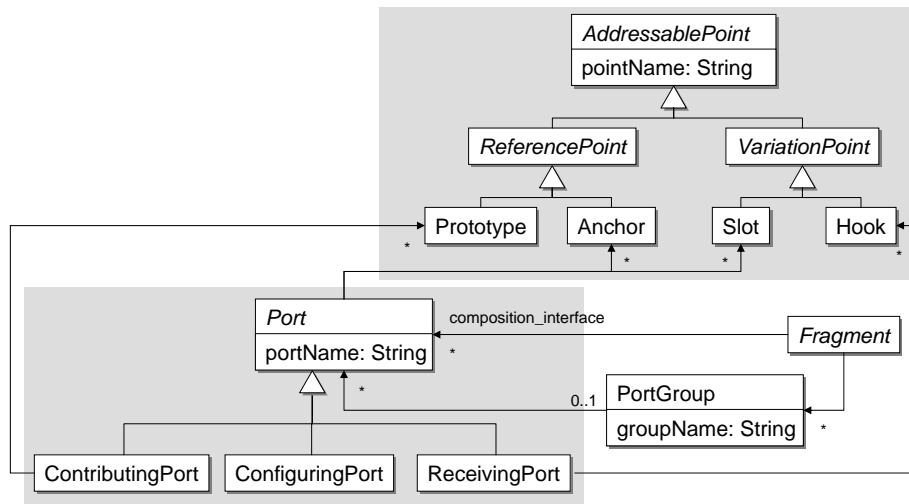 AddressablePoint
pointName: String
ReferencePoint
VariationPoint
Prototype
Anchor
Slot
Hook
*
*
*
*
Port
portName: String
composition_interface
*
Fragment
*
0..1
PortGroup
groupName: String
*
ContributingPort
ConfiguringPort
ReceivingPort